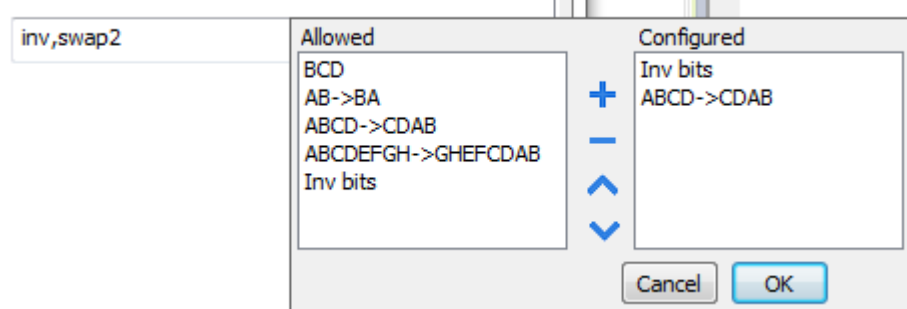 inv,swap2
Allowed
BCD
AB->BA
ABCD->CDAB
ABCDEFGH->GHEFCDAB
Inv bits
Configured
Inv bits
ABCD->CDAB
Cancel
OK